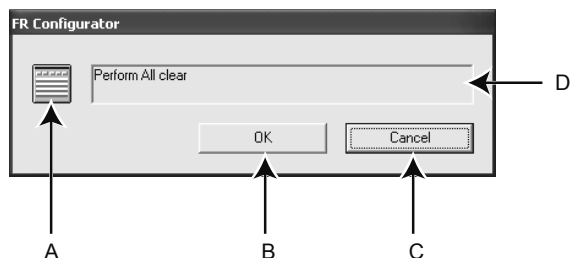 FR Configurator
Perform All clear
D
OK
Cancel
A
B
C